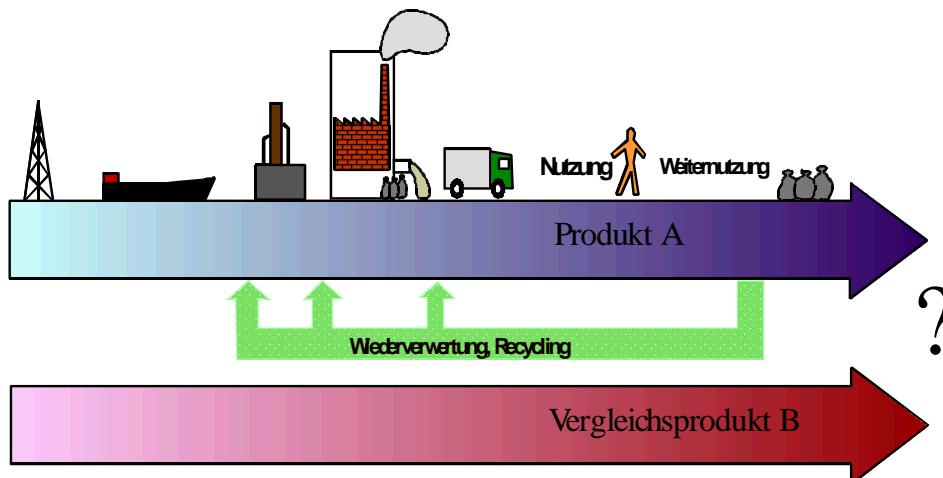 Nutzung
Weiternutzung
Produkt A
?
Wiederverwertung, Recycling
Vergleichsprodukt B